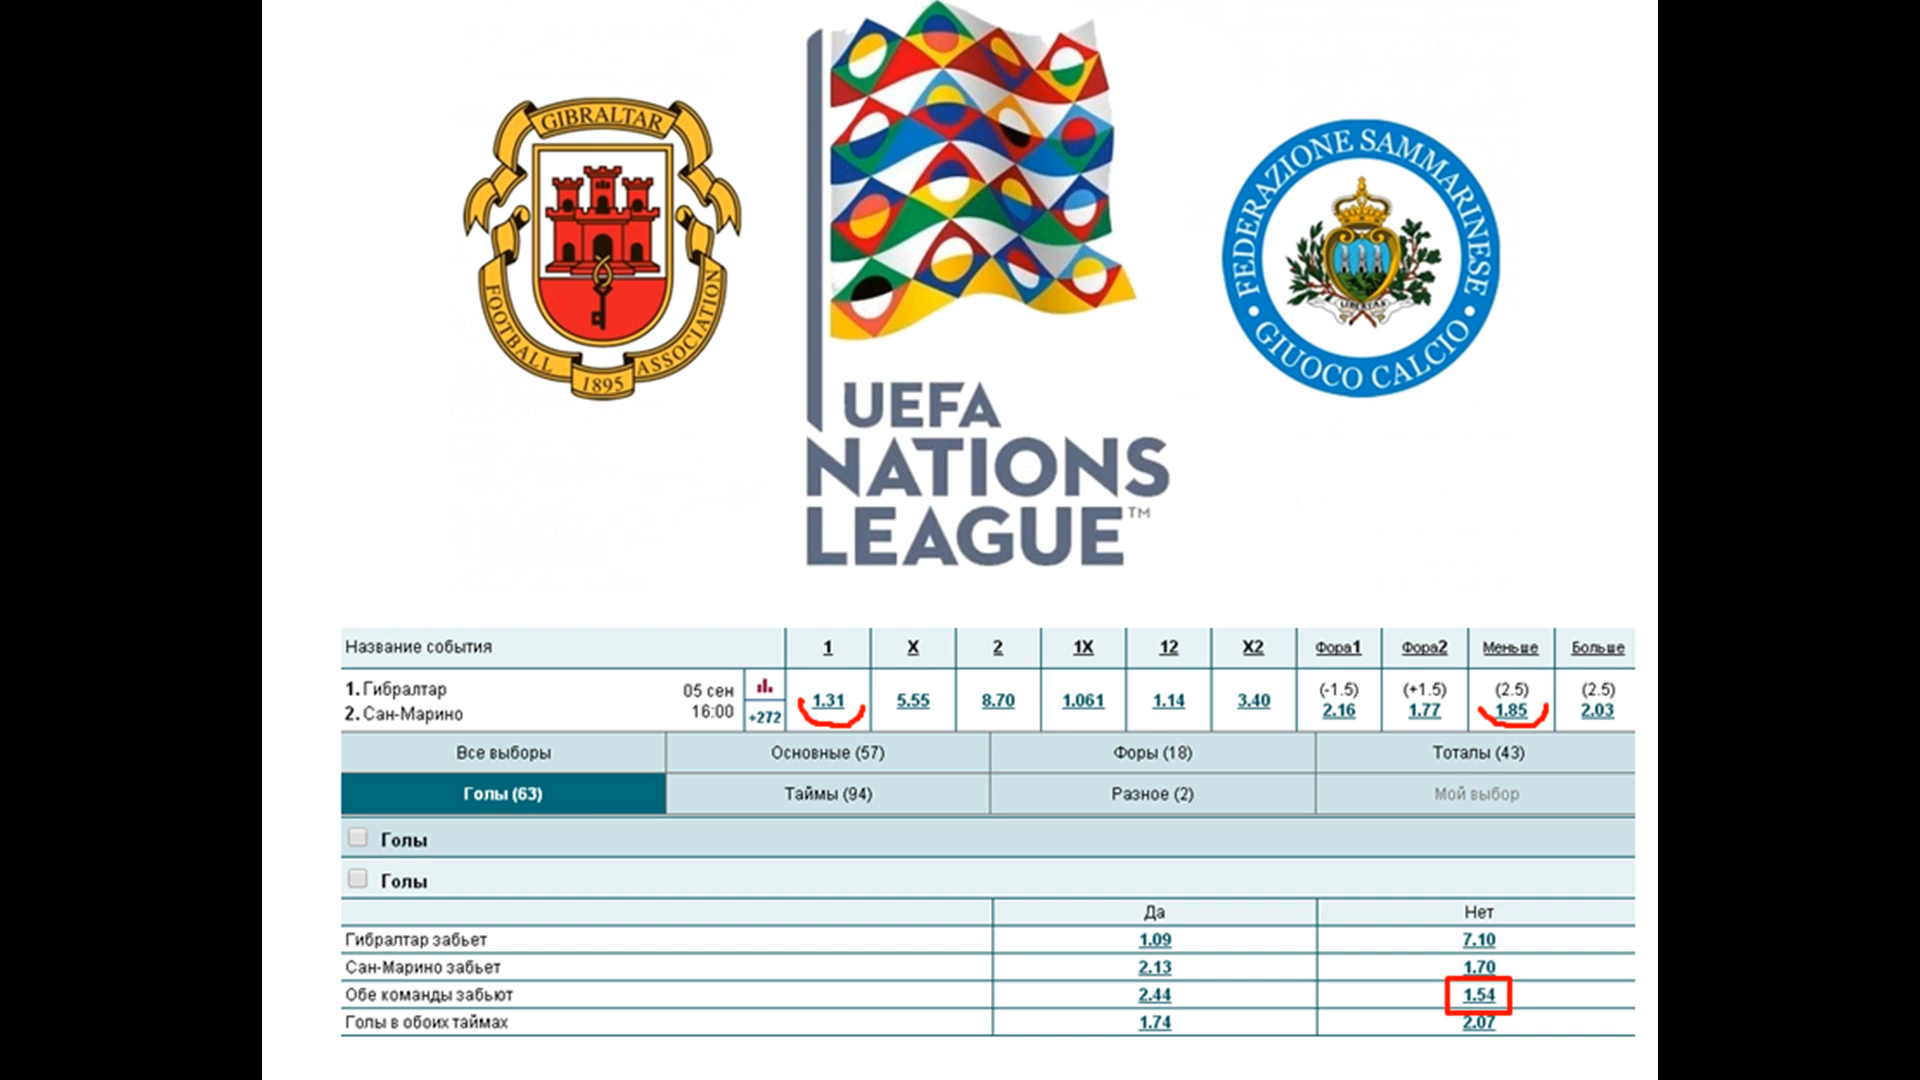 GIBRALTAR
FOOTBALL
ASSOCIATION
1895
UEFA
NATIONS
LEAGUE™
FEDERAZIONE SAMMARINESE
GIUOCO CALCIO
LIBERTAS
Название события 1 X 2 1X 12 X2 Фора1 Фора2 Меньше Больше
1.Гибралтар 05 сен (-1.5) (+1.5) (2.5) (2.5)
2.Сан-Марино 16:00 +272 1.31 5.55 8.70 1.061 1.14 3.40 2.16 1.77 1.85 2.03
Все выборы Основные (57) Форы (18) Тоталы (43)
Голы (63) Таймы (94) Разное (2) Мой выбор
Голы
Голы
Да Нет
Гибралтар забьет 1.09 7.10
Сан-Марино забьет 2.13 1.70
Обе команды забьют 2.44 1.54
Голы в обоих таймах 1.74 2.07